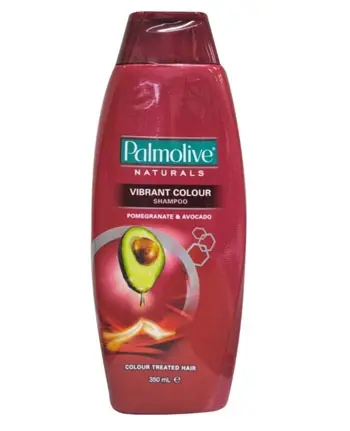 Palmolive
NATURALS
VIBRANT COLOUR
SHAMPOO
POMEGRANATE & AVOCADO
COLOUR TREATED HAIR
350 mL ℮